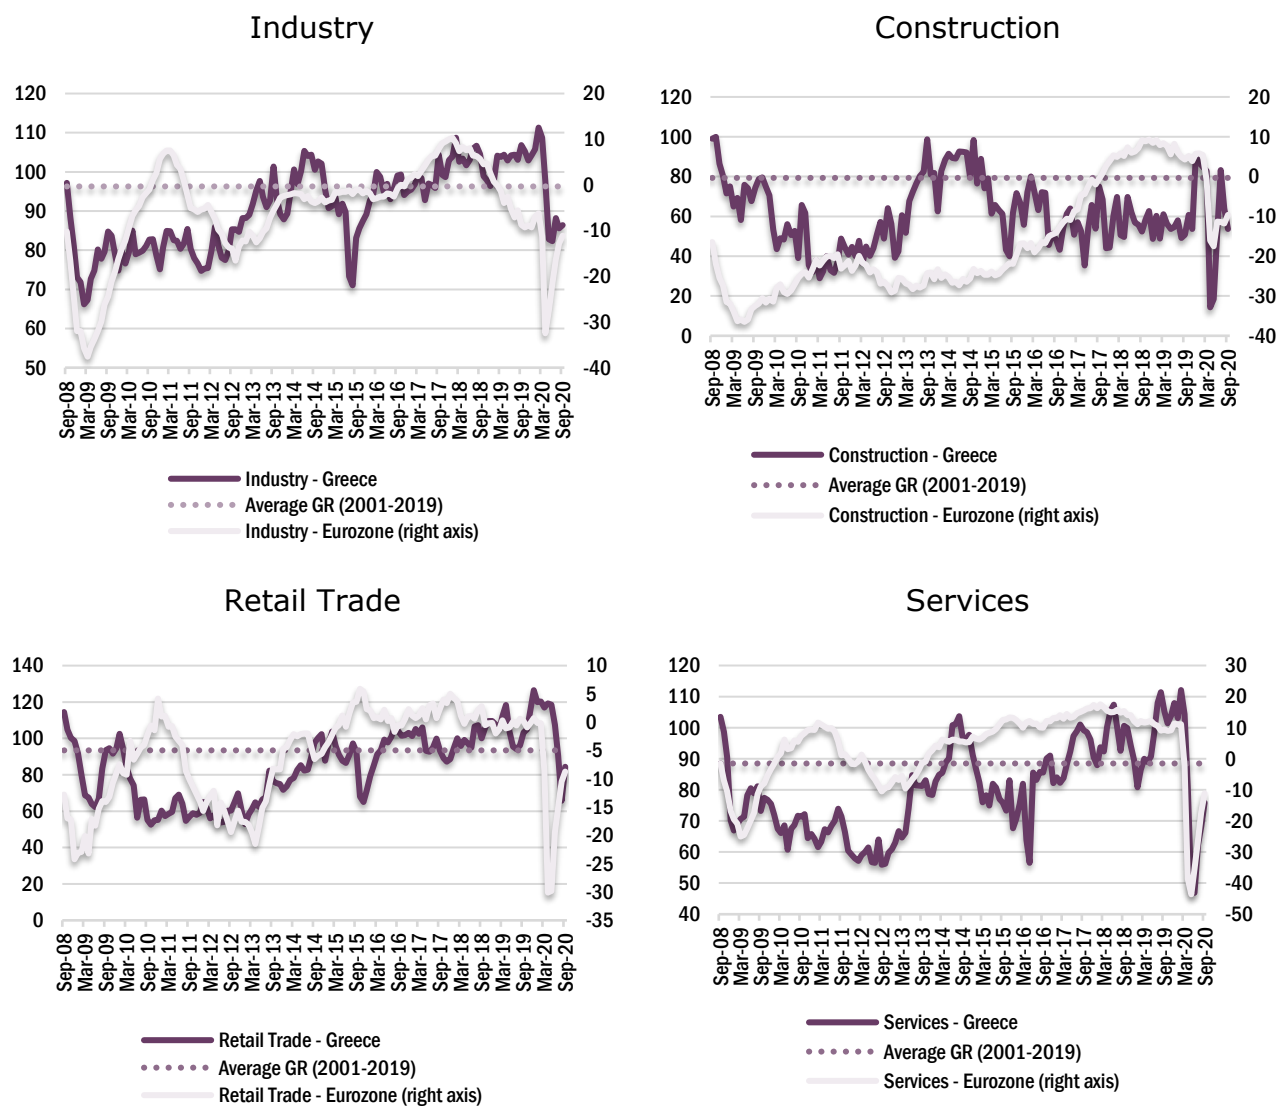 Industry
120
110
100
90
80
70
60
50
20
10
0
-10
-20
-30
-40
Sep-08
Mar-09
Sep-09
Mar-10
Sep-10
Mar-11
Sep-11
Mar-12
Sep-12
Mar-13
Sep-13
Mar-14
Sep-14
Mar-15
Sep-15
Mar-16
Sep-16
Mar-17
Sep-17
Mar-18
Sep-18
Mar-19
Sep-19
Mar-20
Sep-20
Industry - Greece
Average GR (2001-2019)
Industry - Eurozone (right axis)
Construction
120
100
80
60
40
20
0
20
10
0
-10
-20
-30
-40
Sep-08
Mar-09
Sep-09
Mar-10
Sep-10
Mar-11
Sep-11
Mar-12
Sep-12
Mar-13
Sep-13
Mar-14
Sep-14
Mar-15
Sep-15
Mar-16
Sep-16
Mar-17
Sep-17
Mar-18
Sep-18
Mar-19
Sep-19
Mar-20
Sep-20
Construction - Greece
Average GR (2001-2019)
Construction - Eurozone (right axis)
Retail Trade
140
120
100
80
60
40
20
0
10
5
0
-5
-10
-15
-20
-25
-30
-35
Sep-08
Mar-09
Sep-09
Mar-10
Sep-10
Mar-11
Sep-11
Mar-12
Sep-12
Mar-13
Sep-13
Mar-14
Sep-14
Mar-15
Sep-15
Mar-16
Sep-16
Mar-17
Sep-17
Mar-18
Sep-18
Mar-19
Sep-19
Mar-20
Sep-20
Retail Trade - Greece
Average GR (2001-2019)
Retail Trade - Eurozone (right axis)
Services
120
110
100
90
80
70
60
50
40
30
20
10
0
-10
-20
-30
-40
-50
Sep-08
Mar-09
Sep-09
Mar-10
Sep-10
Mar-11
Sep-11
Mar-12
Sep-12
Mar-13
Sep-13
Mar-14
Sep-14
Mar-15
Sep-15
Mar-16
Sep-16
Mar-17
Sep-17
Mar-18
Sep-18
Mar-19
Sep-19
Mar-20
Sep-20
Services - Greece
Average GR (2001-2019)
Services - Eurozone (right axis)